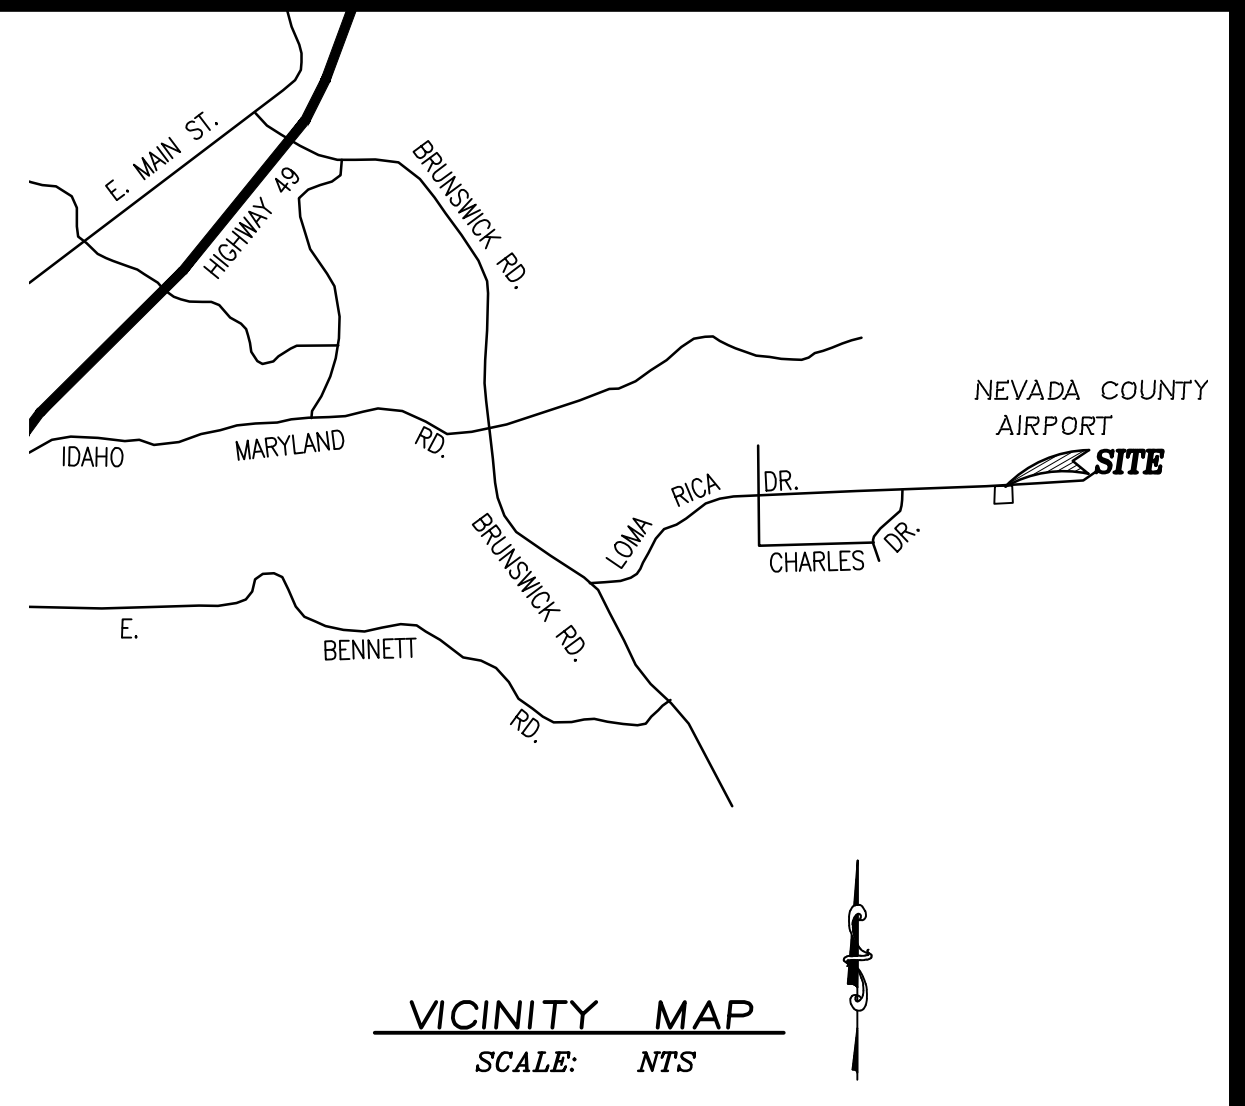 E. MAIN ST.
HIGHWAY 49
BRUNSWICK RD.
NEVADA COUNTY
AIRPORT
SITE
IDAHO MARYLAND RD.
LOMA RICA DR.
CHARLES DR.
BRUNSWICK RD.
E. BENNETT RD.
VICINITY MAP
SCALE: NTS